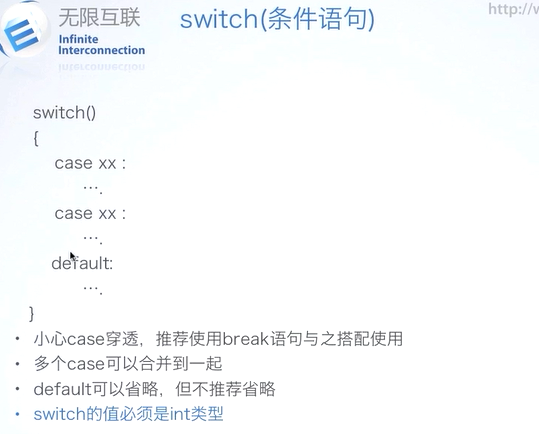 无限互联
Infinite
Interconnection
switch(条件语句)
http://w
switch()
{
case xx :
….
case xx :
….
default:
….
}
• 小心case穿透，推荐使用break语句与之搭配使用
• 多个case可以合并到一起
• default可以省略，但不推荐省略
• switch的值必须是int类型